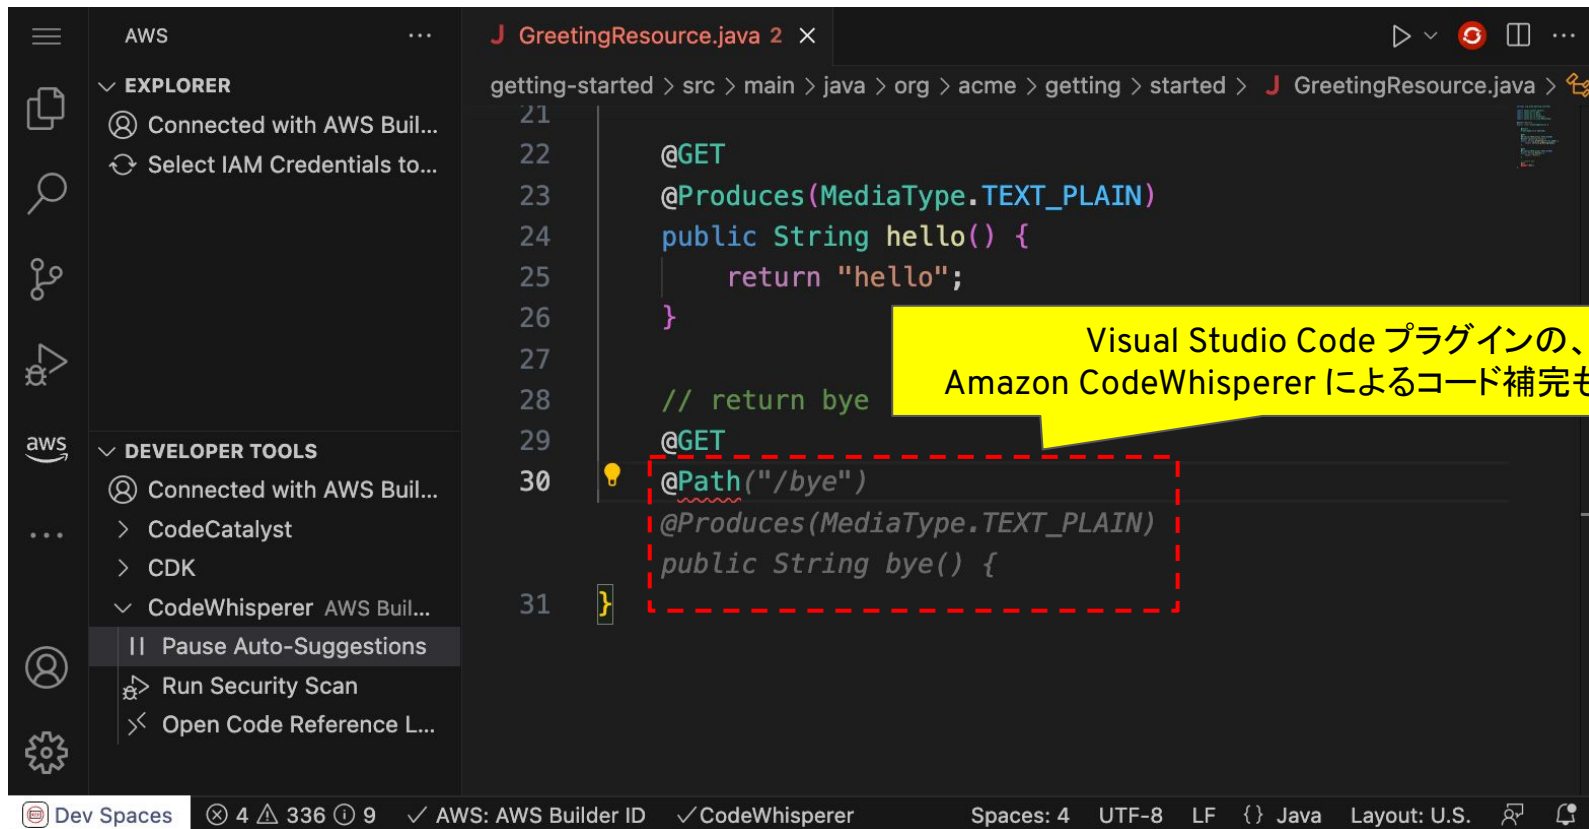 AWS
GreetingResource.java 2
EXPLORER
Connected with AWS Buil...
Select IAM Credentials to...
getting-started > src > main > java > org > acme > getting > started > J GreetingResource.java >
21
22 @GET
23 @Produces(MediaType.TEXT_PLAIN)
24 public String hello() {
25 return "hello";
26 }
27
28 // return bye
29 @GET
30 @Path("/bye")
@Produces(MediaType.TEXT_PLAIN)
public String bye() {
31 }
Visual Studio Code プラグインの、
Amazon CodeWhisperer によるコード補完も
aws
DEVELOPER TOOLS
Connected with AWS Buil...
CodeCatalyst
CDK
CodeWhisperer AWS Buil...
Pause Auto-Suggestions
Run Security Scan
Open Code Reference L...
Dev Spaces 4 336 9 AWS: AWS Builder ID CodeWhisperer Spaces: 4 UTF-8 LF {} Java Layout: U.S.